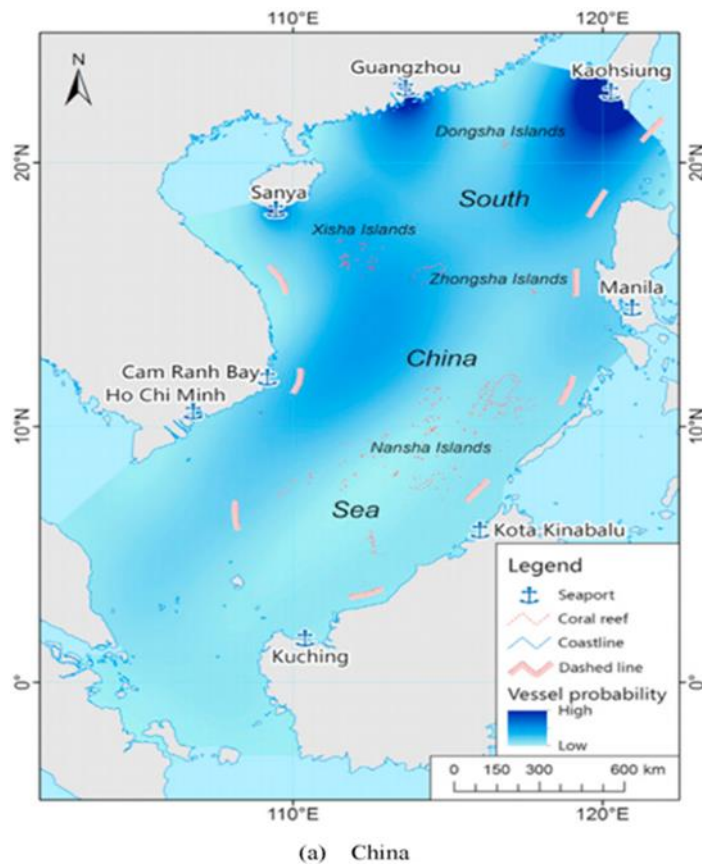 110°E 120°E
N
Guangzhou
Kaohsiung
Dongsha Islands
20°N 20°N
Sanya
South
Xisha Islands
Zhongsha Islands
Manila
China
Cam Ranh Bay
Ho Chi Minh
10°N 10°N
Nansha Islands
Sea
Kota Kinabalu
Kuching
0° 0°
Legend
Seaport
Coral reef
Coastline
Dashed line
Vessel probability
High
Low
0 150 300 600 km
110°E 120°E
(a) China